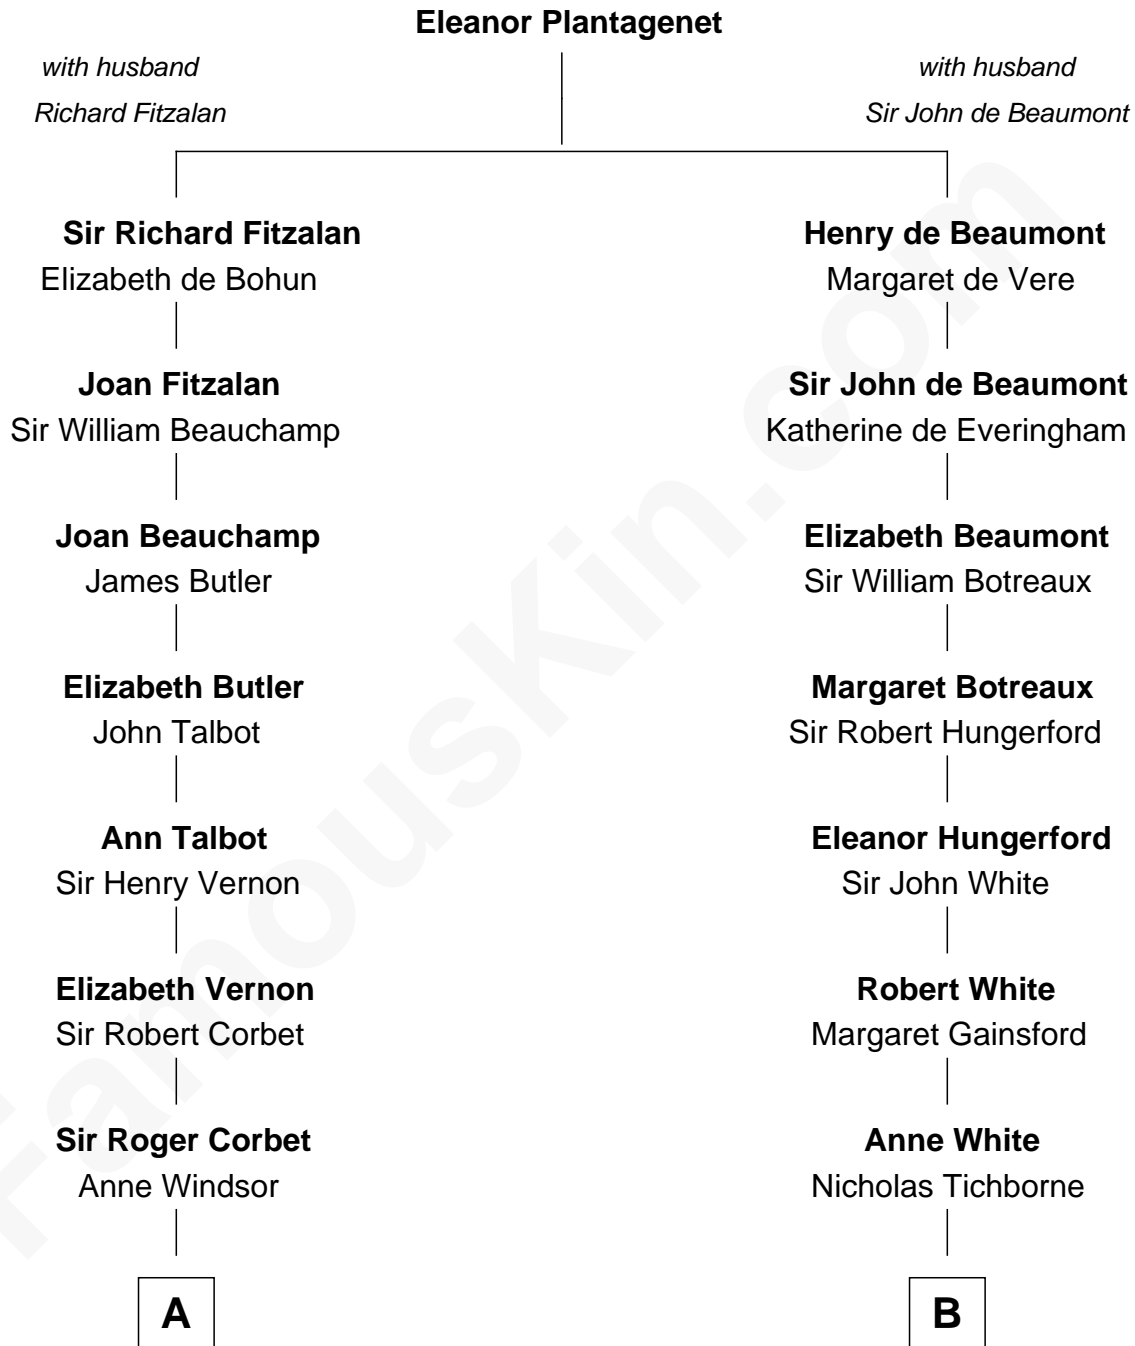 Eleanor Plantagenet
with husband
Richard Fitzalan
with husband
Sir John de Beaumont
Sir Richard Fitzalan
Elizabeth de Bohun
Joan Fitzalan
Sir William Beauchamp
Joan Beauchamp
James Butler
Elizabeth Butler
John Talbot
Ann Talbot
Sir Henry Vernon
Elizabeth Vernon
Sir Robert Corbet
Sir Roger Corbet
Anne Windsor
A
Henry de Beaumont
Margaret de Vere
Sir John de Beaumont
Katherine de Everingham
Elizabeth Beaumont
Sir William Botreaux
Margaret Botreaux
Sir Robert Hungerford
Eleanor Hungerford
Sir John White
Robert White
Margaret Gainsford
Anne White
Nicholas Tichborne
B
FamousKin.com